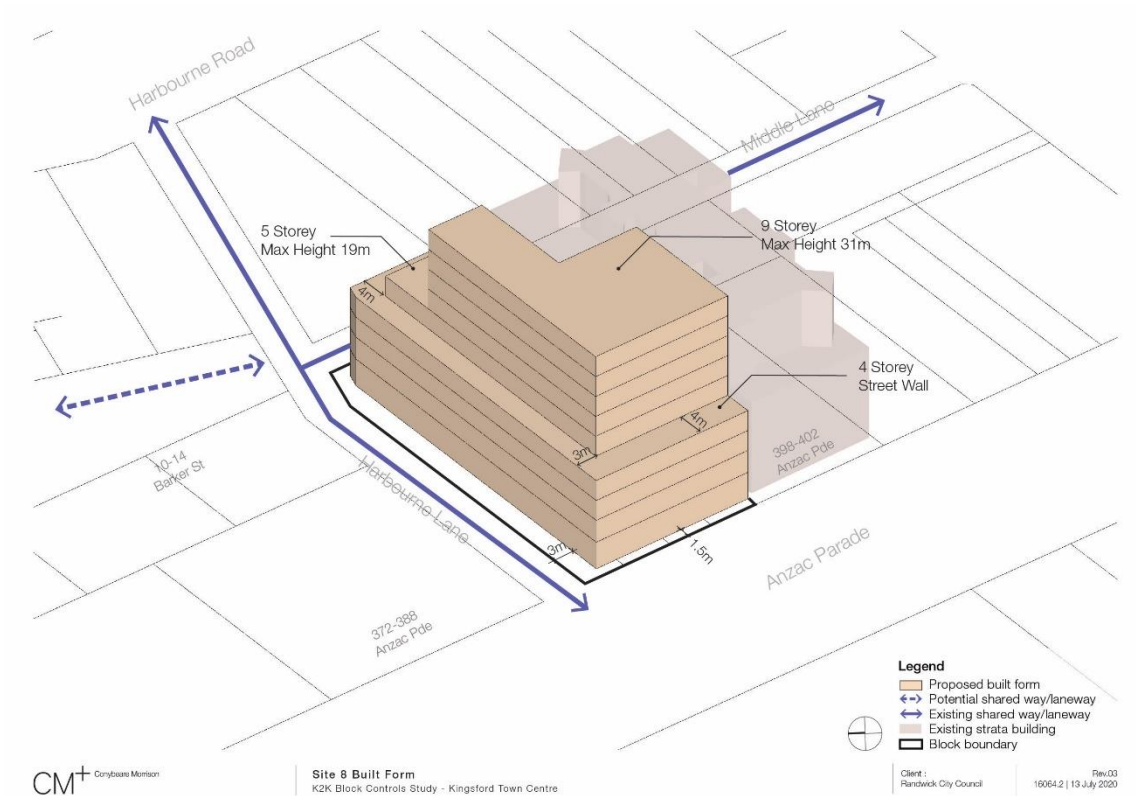 Harbourne Road
Middle Lane
5 Storey
Max Height 19m
9 Storey
Max Height 31m
4m
4 Storey
Street Wall
4m
3m
398-402
Anzac Pde
10-14
Barker St
Harbourne Lane
3m
1.5m
Anzac Parade
372-388
Anzac Pde
Legend
Proposed built form
Potential shared way/laneway
Existing shared way/laneway
Existing strata building
Block boundary
CM+ Conybeare Morrison
Site 8 Built Form
K2K Block Controls Study - Kingsford Town Centre
Client :
Randwick City Council
Rev.03
16064.2 | 13 July 2020